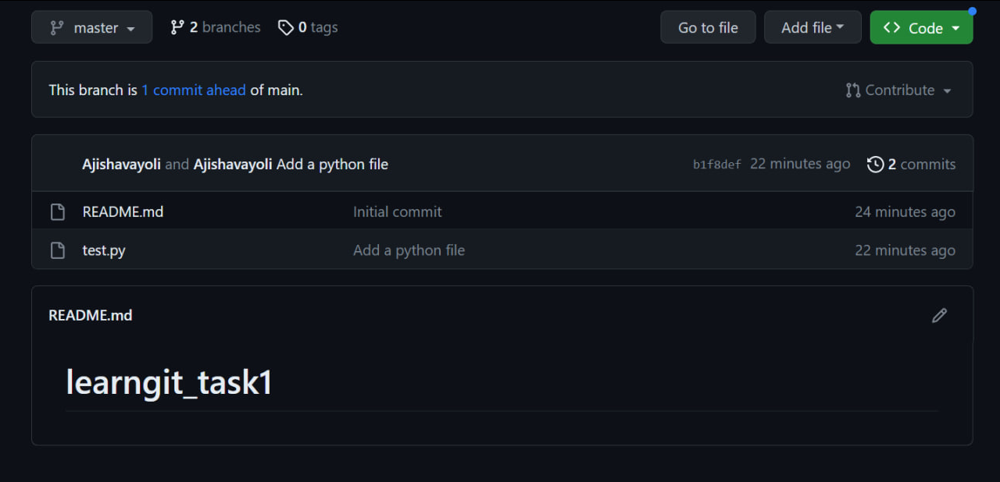 master 2 branches 0 tags Go to file Add file Code
This branch is 1 commit ahead of main. Contribute
Ajishavayoli and Ajishavayoli Add a python file b1f8def 22 minutes ago 2 commits
README.md Initial commit 24 minutes ago
test.py Add a python file 22 minutes ago
README.md
learngit_task1